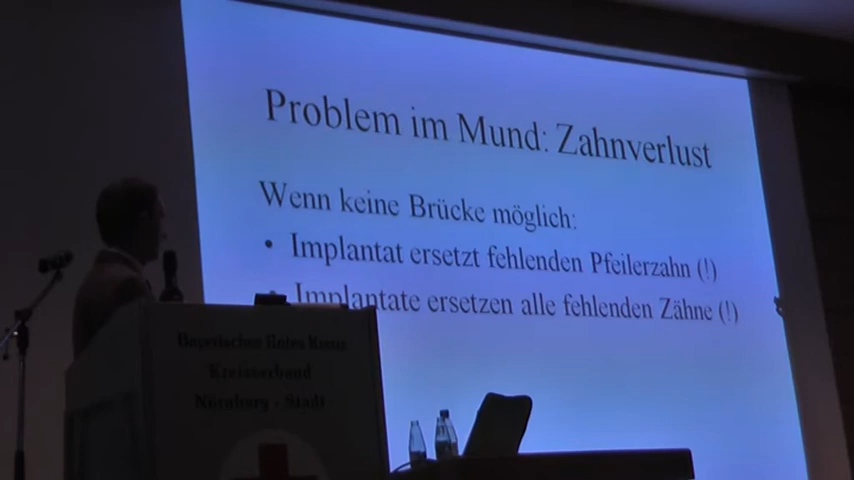 Problem im Mund: Zahnverlust
Wenn keine Brücke möglich:
• Implantat ersetzt fehlenden Pfeilerzahn (!)
• Implantate ersetzen alle fehlenden Zähne (!)
Bayerisches Rotes Kreuz
Kreisverband
Nürnberg - Stadt